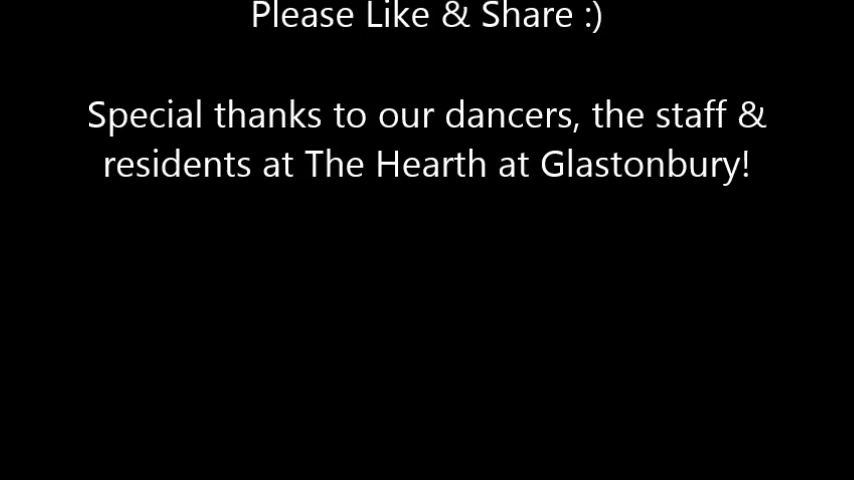 Please Like & Share :)
Special thanks to our dancers, the staff &
residents at The Hearth at Glastonbury!